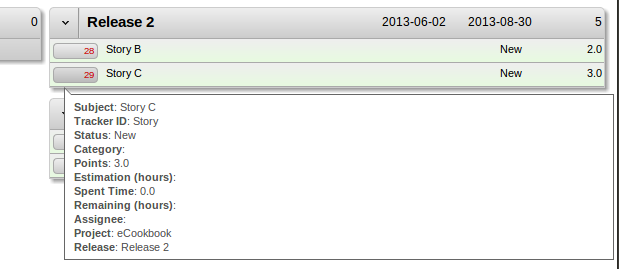 0
Release 2 2013-06-02 2013-08-30 5
28 Story B New 2.0
29 Story C New 3.0
Subject: Story C
Tracker ID: Story
Status: New
Category:
Points: 3.0
Estimation (hours):
Spent Time: 0.0
Remaining (hours):
Assignee:
Project: eCookbook
Release: Release 2